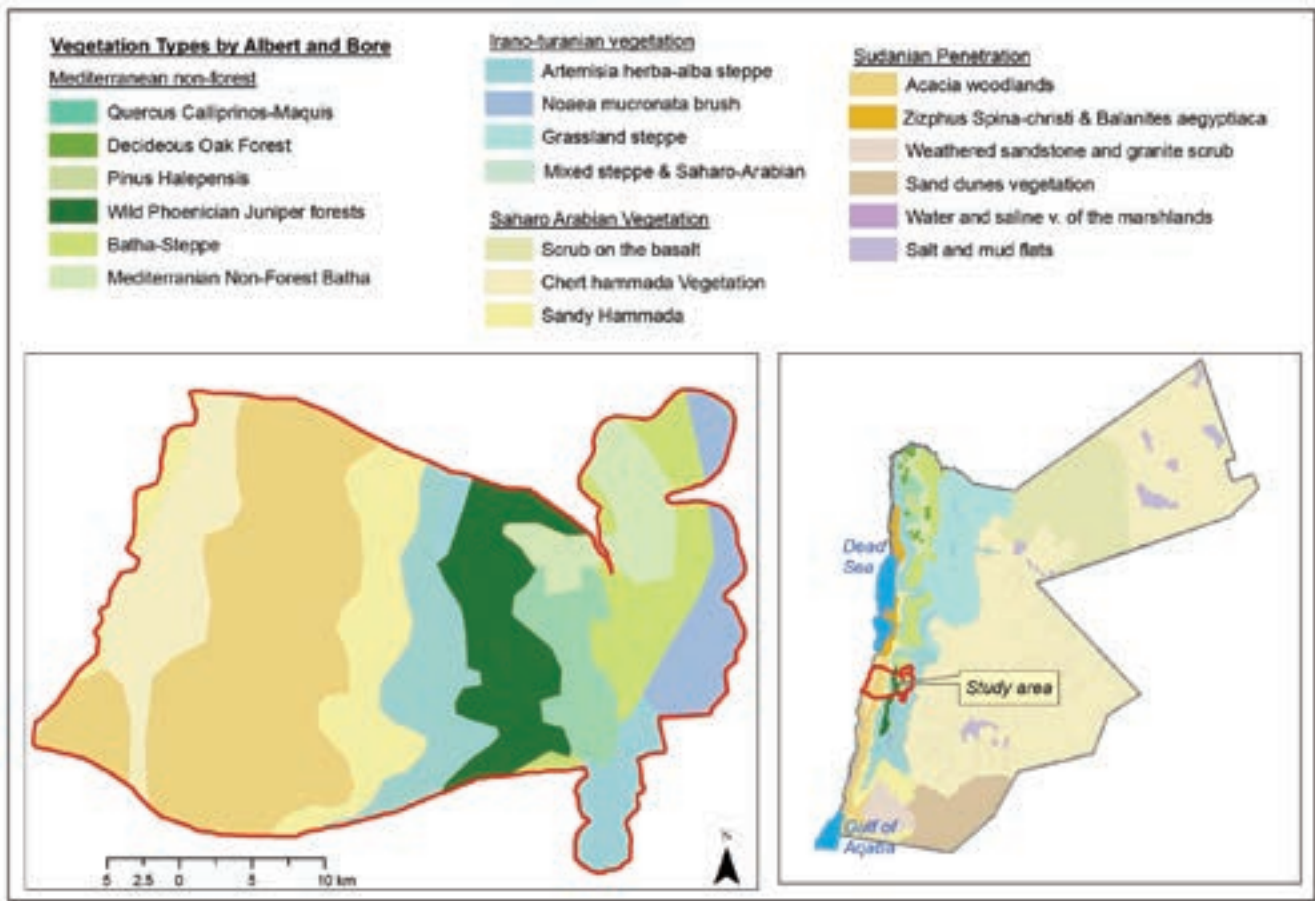 Vegetation Types by Albert and Bore
Mediterranean non-forest
Quercus Calliprinos-Maquis
Decideous Oak Forest
Pinus Halepensis
Wild Phoenician Juniper forests
Batha-Steppe
Mediterranian Non-Forest Batha
Irano-turanian vegetation
Artemisia herba-alba steppe
Noaea mucronata brush
Grassland steppe
Mixed steppe & Saharo-Arabian
Saharo Arabian Vegetation
Scrub on the basalt
Chert hammada Vegetation
Sandy Hammada
Sudanian Penetration
Acacia woodlands
Zizphus Spina-christi & Balanites aegyptiaca
Weathered sandstone and granite scrub
Sand dunes vegetation
Water and saline v. of the marshlands
Salt and mud flats
5 2.5 0 5 10 km
N
Dead
Sea
Study area
Gulf of
Aqaba